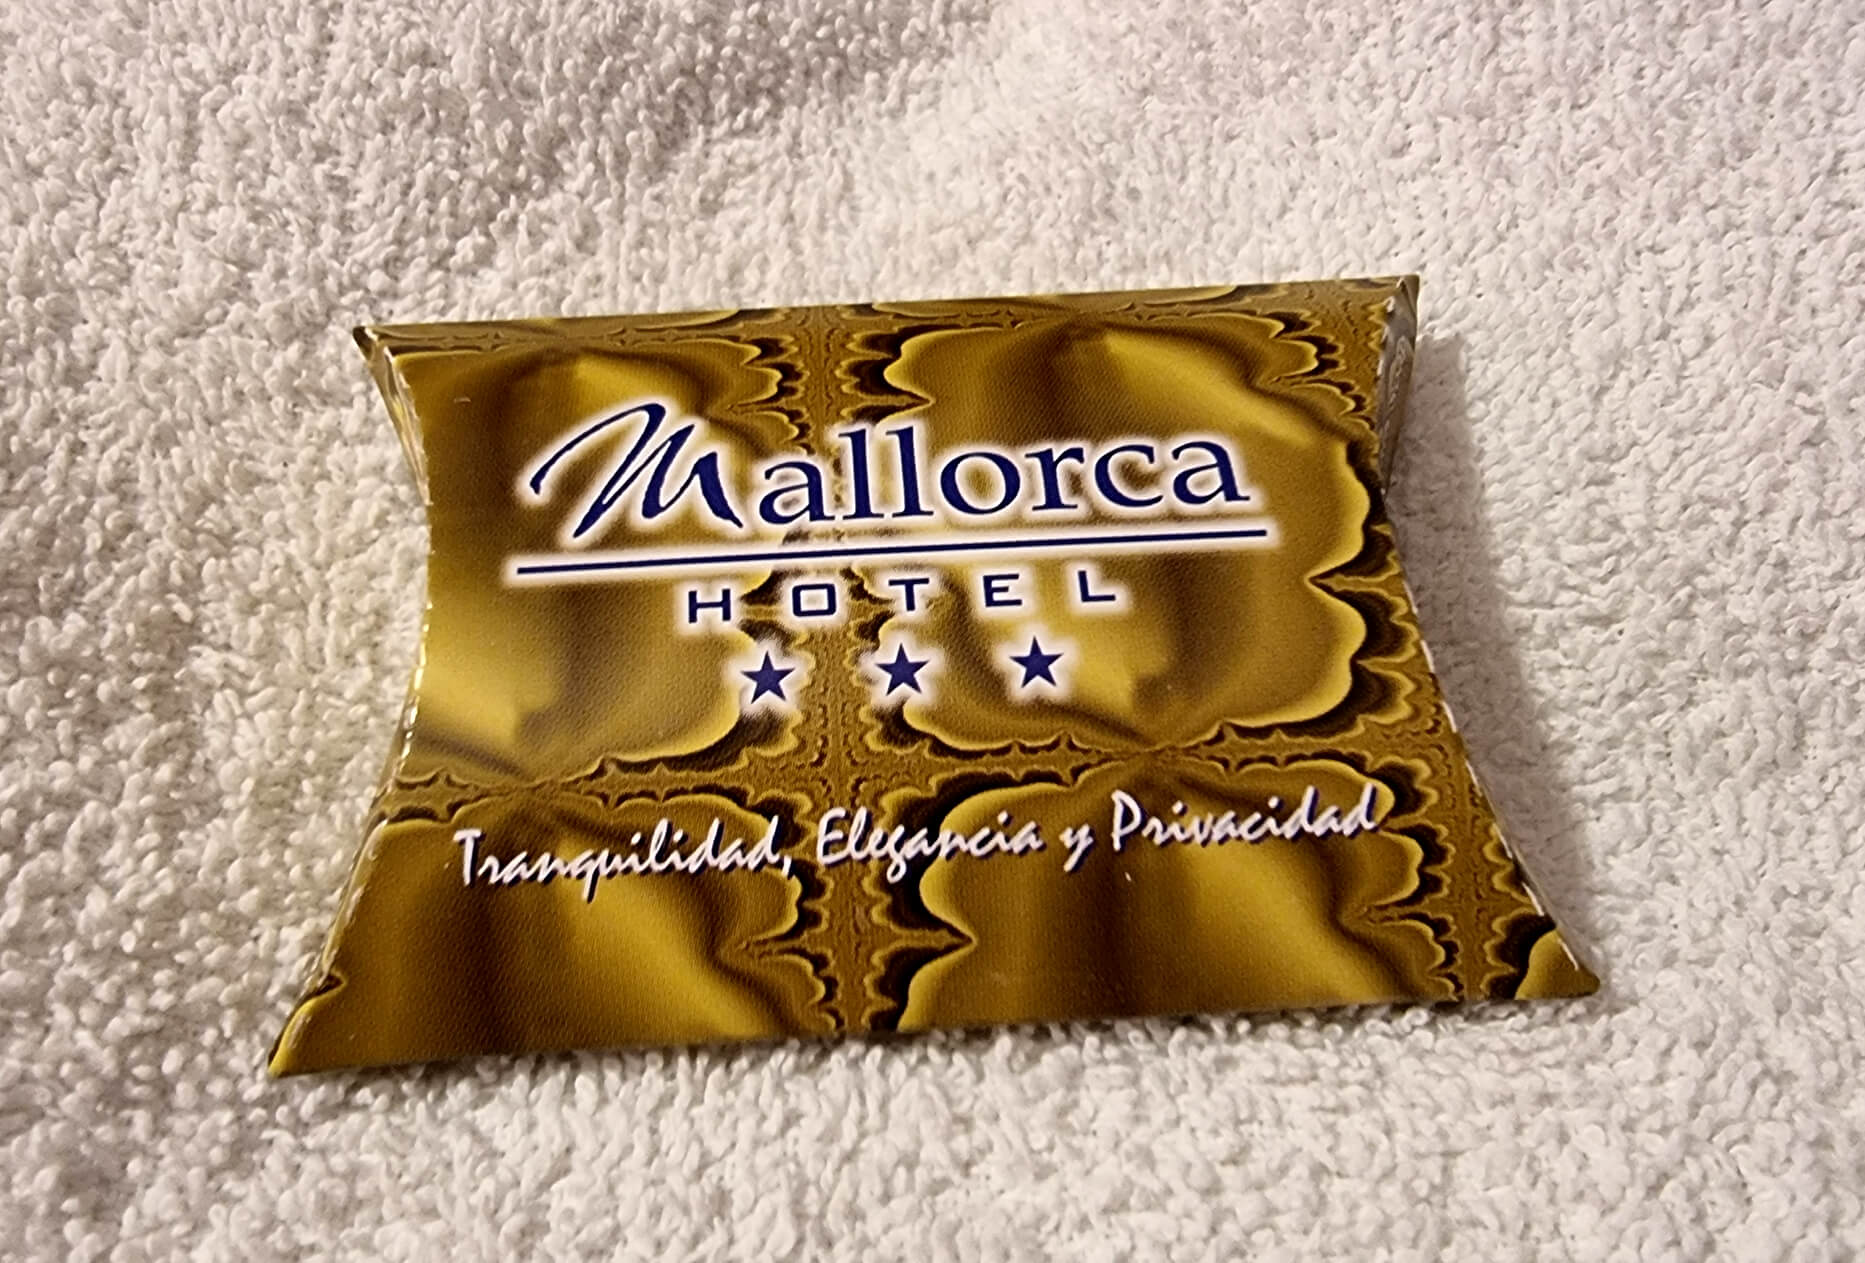 Mallorca
HOTEL
★ ★ ★
Tranquilidad, Elegancia y Privacidad